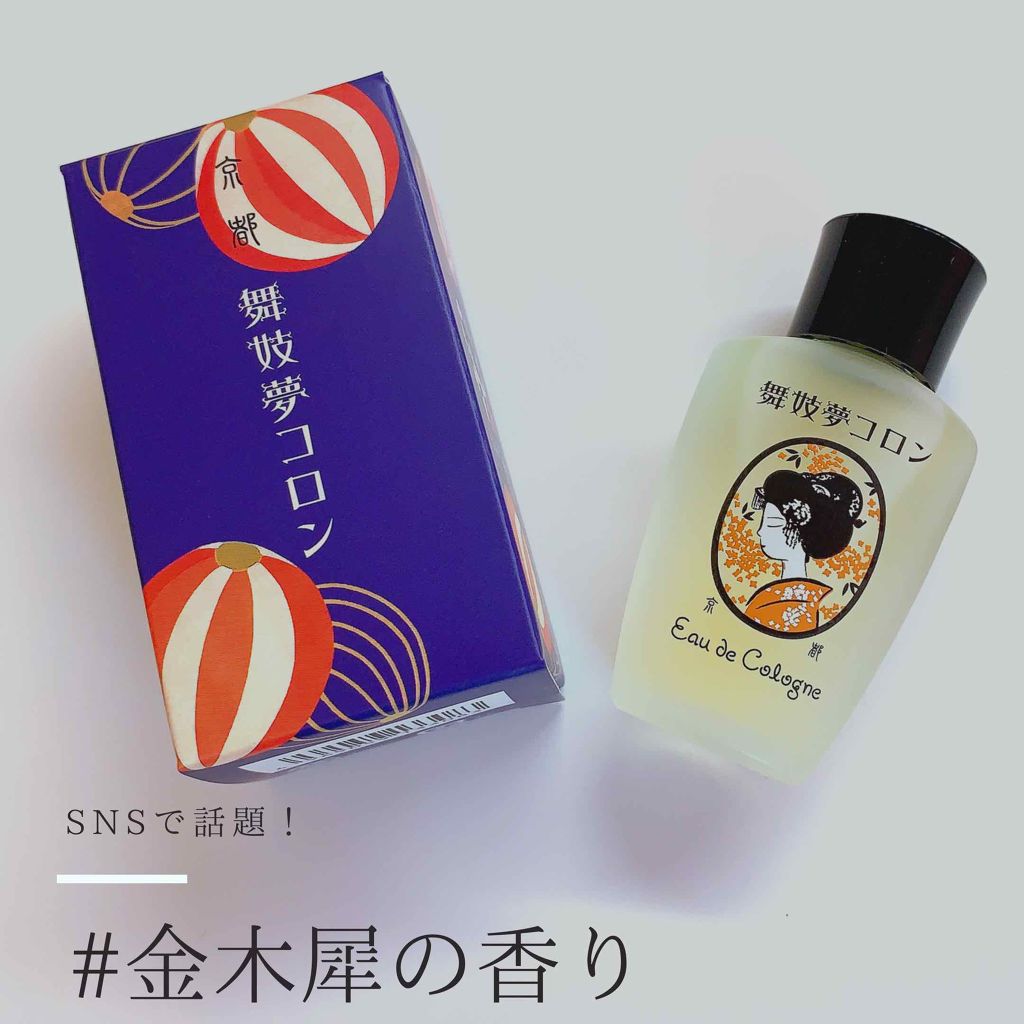 京都
舞妓夢コロン
舞妓夢コロン
京都
Eau de Cologne
SNSで話題！
#金木犀の香り